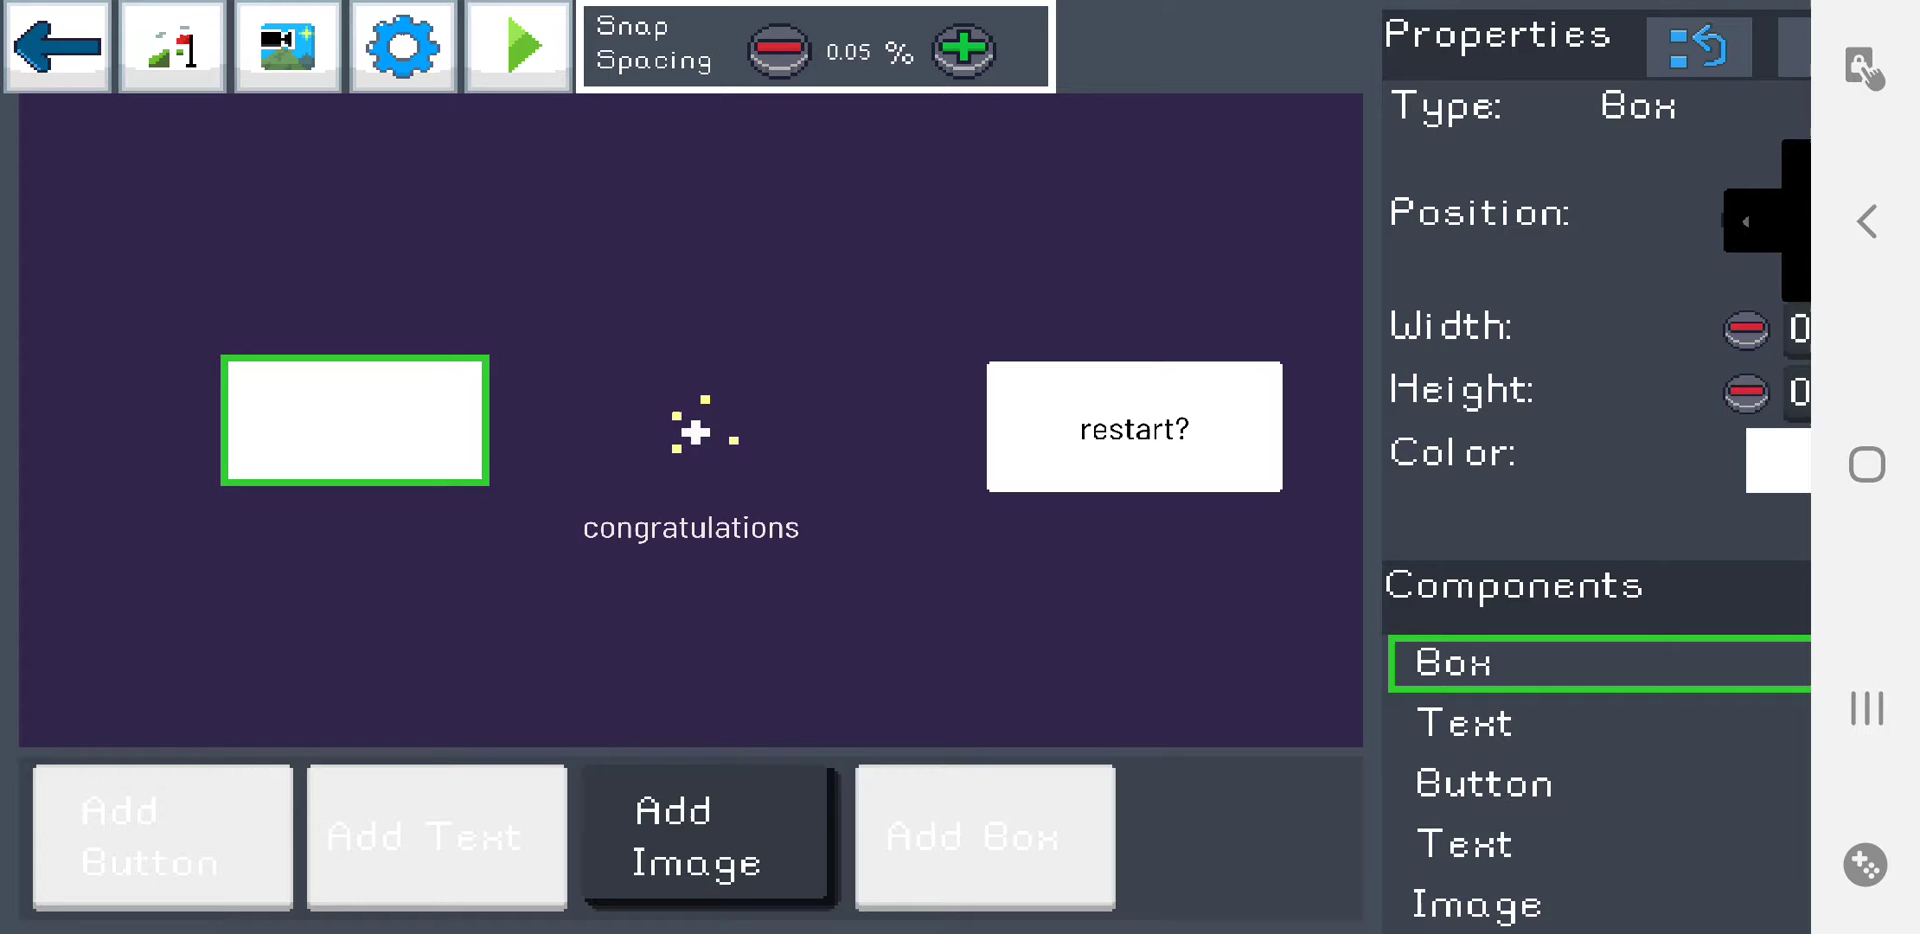 1
Snap
Spacing
0.05 %
Properties
Type: Box
Position:
Width:
0
Height:
0
Color:
restart?
congratulations
Components
Box
Text
Button
Text
Image
Add
Button
Add Text
Add
Image
Add Box